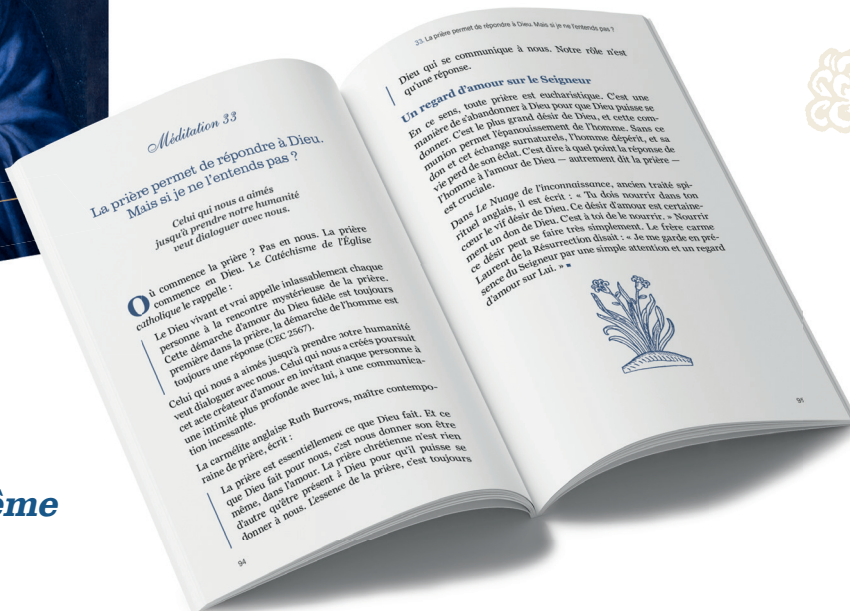 Méditation 33
La prière permet de répondre à Dieu.
Mais si je ne l'entends pas ?
Celui qui nous a aimés
jusqu'à prendre notre humanité
veut dialoguer avec nous.
Où commence la prière ? Pas en nous. La prière
commence en Dieu. Le Catéchisme de l'Église
catholique le rappelle :
Le Dieu vivant et vrai appelle inlassablement chaque
personne à la rencontre mystérieuse de la prière.
Cette démarche d'amour du Dieu fidèle est toujours
première dans la prière, la démarche de l'homme est
toujours une réponse (CEC 2567).
Celui qui nous a aimés jusqu'à prendre notre humanité
veut dialoguer avec nous. Celui qui nous a créés poursuit
cet acte créateur d'amour en invitant chaque personne à
une intimité plus profonde avec lui, à une communica-
tion incessante.
La carmélite anglaise Ruth Burrows, maître contempo-
raine de prière, écrit :
La prière est essentiellement ce que Dieu fait. Et ce
que Dieu fait pour nous, c'est nous donner son être
même, dans l'amour. La prière chrétienne n'est rien
d'autre qu'être présent à Dieu pour qu'il puisse se
donner à nous. L'essence de la prière, c'est toujours
94
33. La prière permet de répondre à Dieu. Mais si je ne l'entends pas ?
Dieu qui se communique à nous. Notre rôle n'est
qu'une réponse.
Un regard d'amour sur le Seigneur
En ce sens, toute prière est eucharistique. C'est une
manière de s'abandonner à Dieu pour que Dieu puisse se
donner. C'est le plus grand désir de Dieu, et cette com-
munion permet l'épanouissement de l'homme. Sans ce
don et cet échange surnaturels, l'homme dépérit, et sa
vie perd de son éclat. C'est dire à quel point la réponse de
l'homme à l'amour de Dieu — autrement dit la prière —
est cruciale.
Dans Le Nuage de l'inconnaissance, ancien traité spi-
rituel anglais, il est écrit : « Tu dois nourrir dans ton
cœur le vif désir de Dieu. Ce désir d'amour est certaine-
ment un don de Dieu. C'est à toi de le nourrir. » Nourrir
ce désir peut se faire très simplement. Le frère carme
Laurent de la Résurrection disait : « Je me garde en pré-
sence du Seigneur par une simple attention et un regard
d'amour sur Lui. »
91
ême